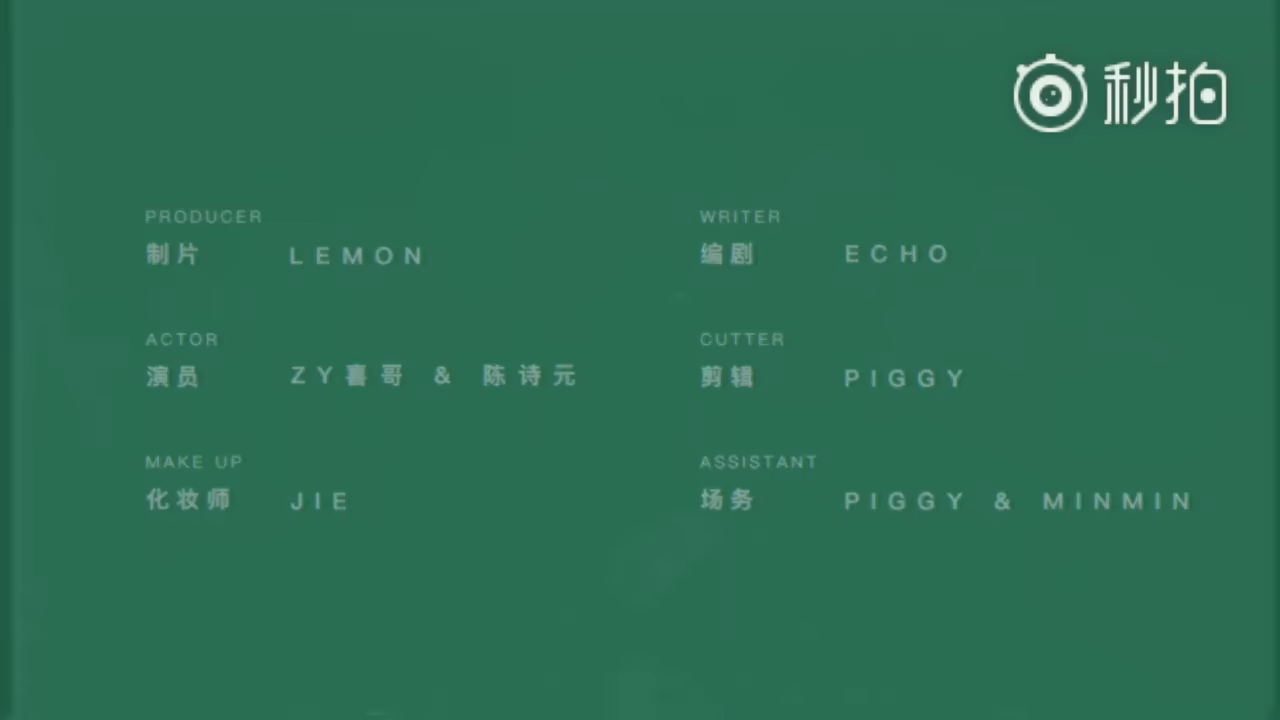 秒拍
PRODUCER
制片 LEMON
WRITER
编剧 ECHO
ACTOR
演员 ZY喜哥 & 陈诗元
CUTTER
剪辑 PIGGY
MAKE UP
化妆师 JIE
ASSISTANT
场务 PIGGY & MINMIN